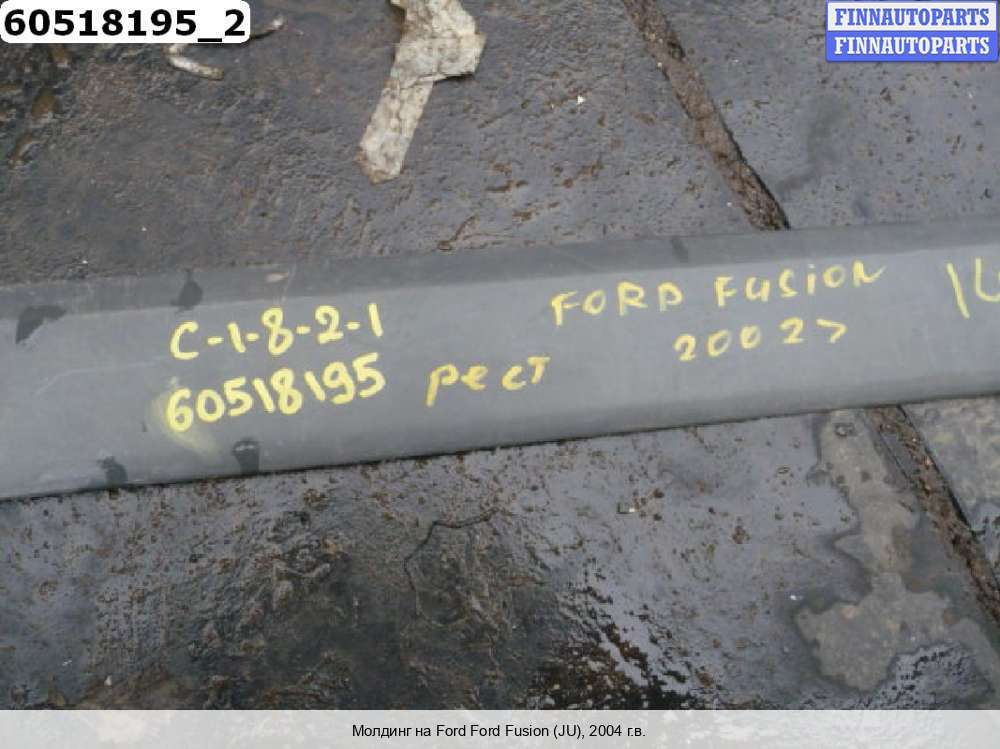 60518195_2
FINNAUTOPARTS
FINNAUTOPARTS
C-1-8-2-1
60518195 рест
FORD FUSION
2002>
Молдинг на Ford Ford Fusion (JU), 2004 г.в.